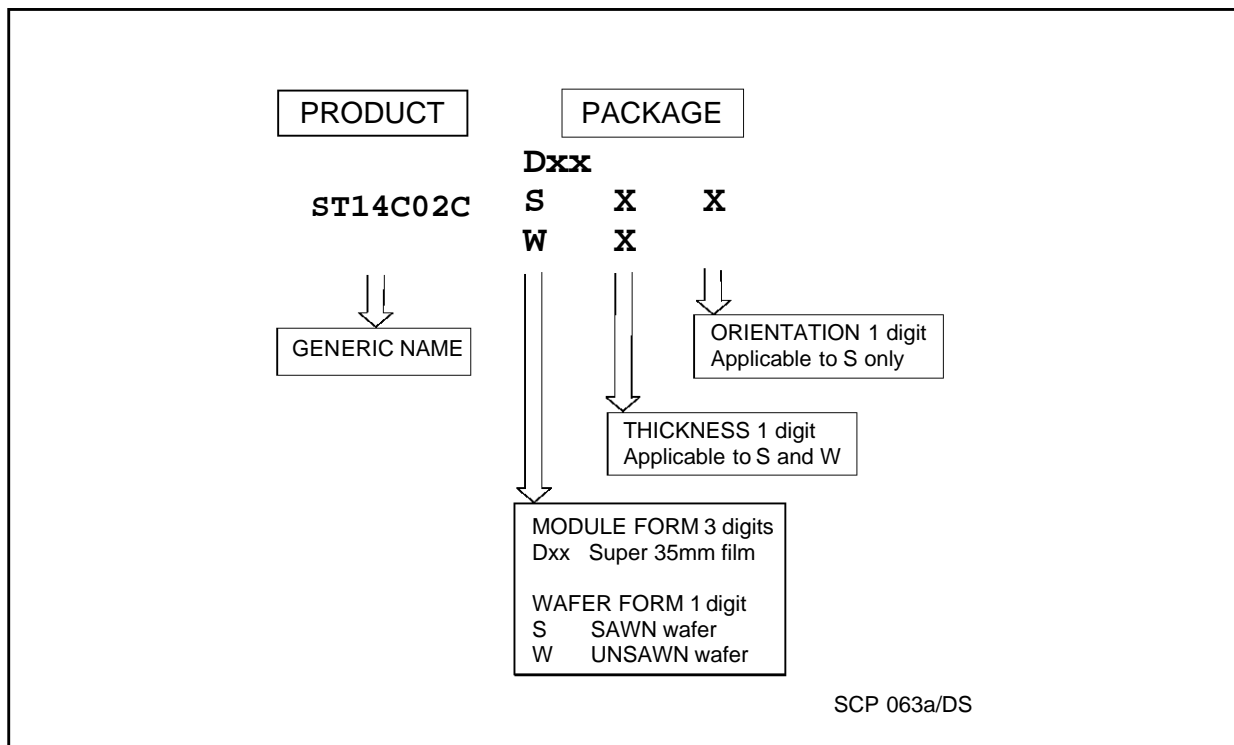 PRODUCT PACKAGE
Dxx
ST14C02C S X X
W X
GENERIC NAME
ORIENTATION 1 digit
Applicable to S only
THICKNESS 1 digit
Applicable to S and W
MODULE FORM 3 digits
Dxx Super 35mm film
WAFER FORM 1 digit
S SAWN wafer
W UNSAWN wafer
SCP 063a/DS